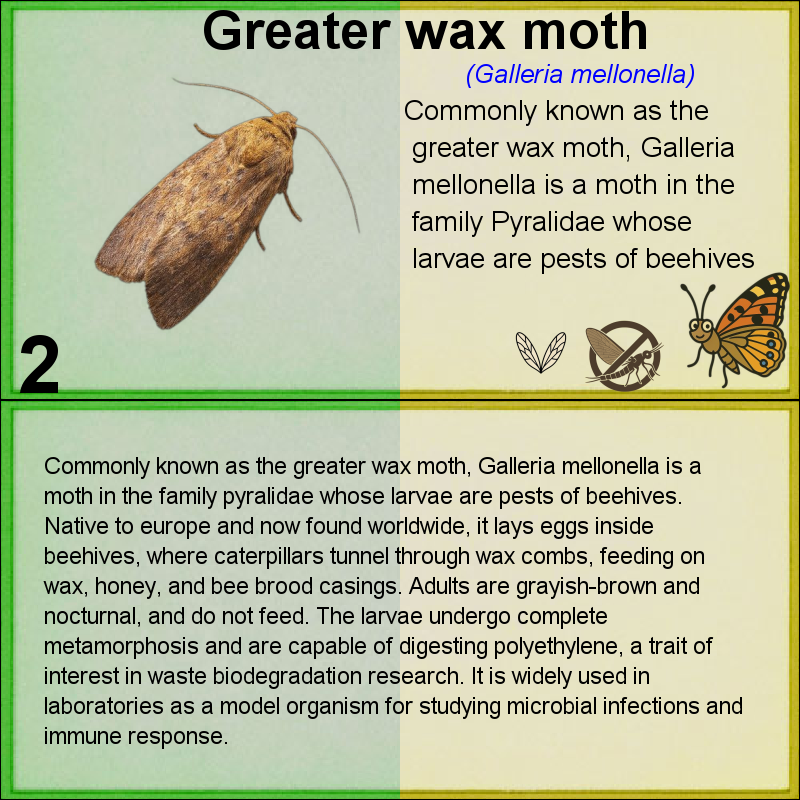 Greater wax moth
(Galleria mellonella)
Commonly known as the
greater wax moth, Galleria
mellonella is a moth in the
family Pyralidae whose
larvae are pests of beehives
2
Commonly known as the greater wax moth, Galleria mellonella is a
moth in the family pyralidae whose larvae are pests of beehives.
Native to europe and now found worldwide, it lays eggs inside
beehives, where caterpillars tunnel through wax combs, feeding on
wax, honey, and bee brood casings. Adults are grayish-brown and
nocturnal, and do not feed. The larvae undergo complete
metamorphosis and are capable of digesting polyethylene, a trait of
interest in waste biodegradation research. It is widely used in
laboratories as a model organism for studying microbial infections and
immune response.